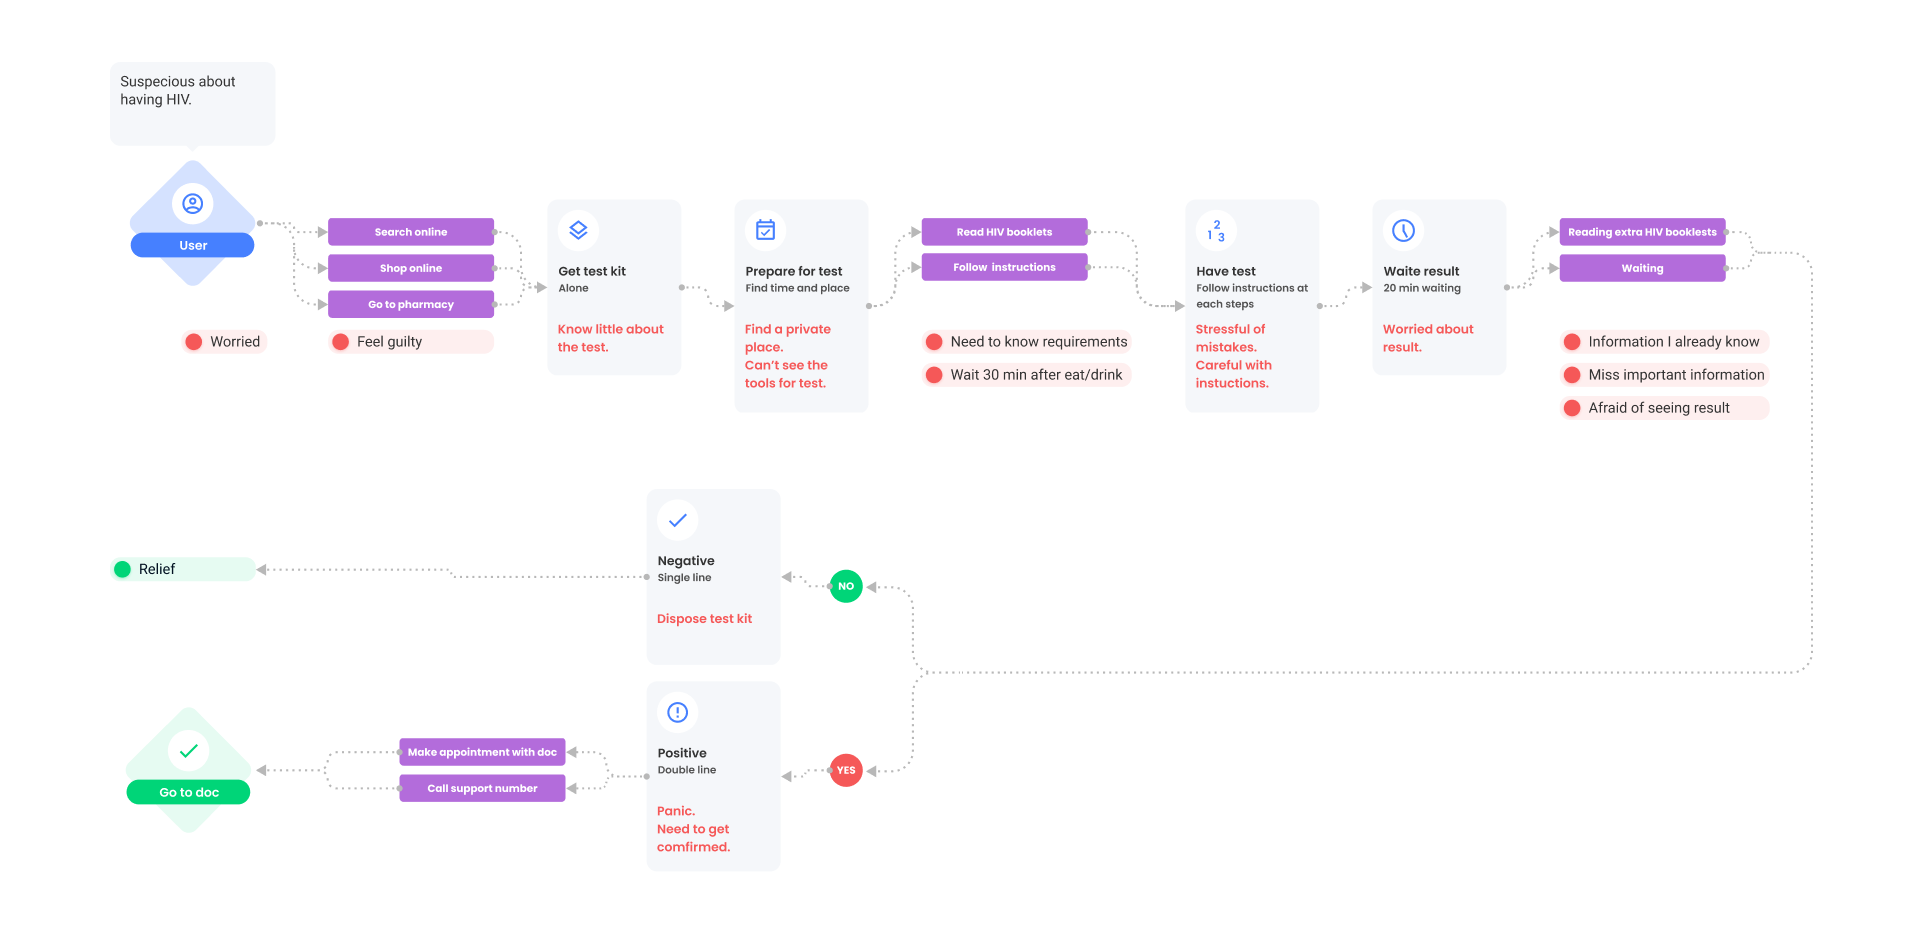 Suspecious about
having HIV.
User
Search online
Shop online
Go to pharmacy
Worried
Feel guilty
Get test kit
Alone
Know little about
the test.
Prepare for test
Find time and place
Find a private
place.
Can't see the
tools for test.
Read HIV booklets
Follow instructions
Need to know requirements
Wait 30 min after eat/drink
1 2 3
Have test
Follow instructions at
each steps
Stressful of
mistakes.
Careful with
instuctions.
Waite result
20 min waiting
Worried about
result.
Reading extra HIV booklests
Waiting
Information I already know
Miss important information
Afraid of seeing result
Relief
Negative
Single line
Dispose test kit
NO
Go to doc
Make appointment with doc
Call support number
Positive
Double line
Panic.
Need to get
comfirmed.
YES